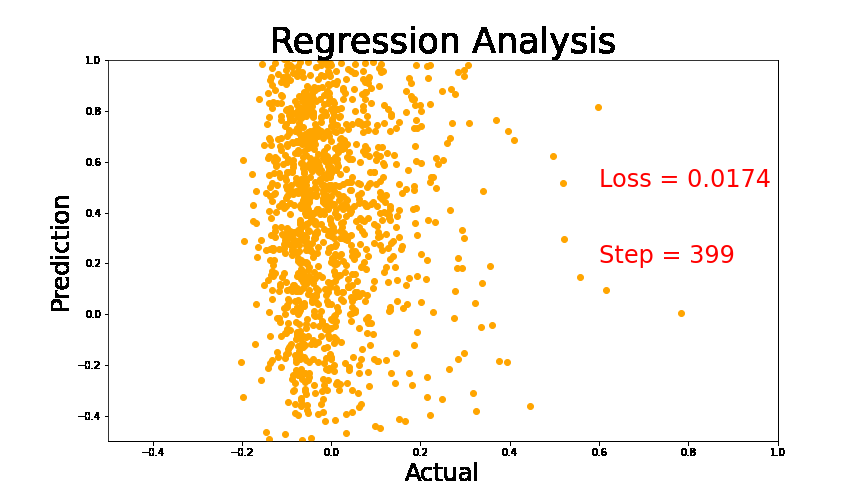 Regression Analysis
1.0
0.8
0.6
0.4
0.2
0.0
−0.2
−0.4
Prediction
Loss = 0.0174
Step = 399
−0.4 −0.2 0.0 0.2 0.4 0.6 0.8 1.0
Actual